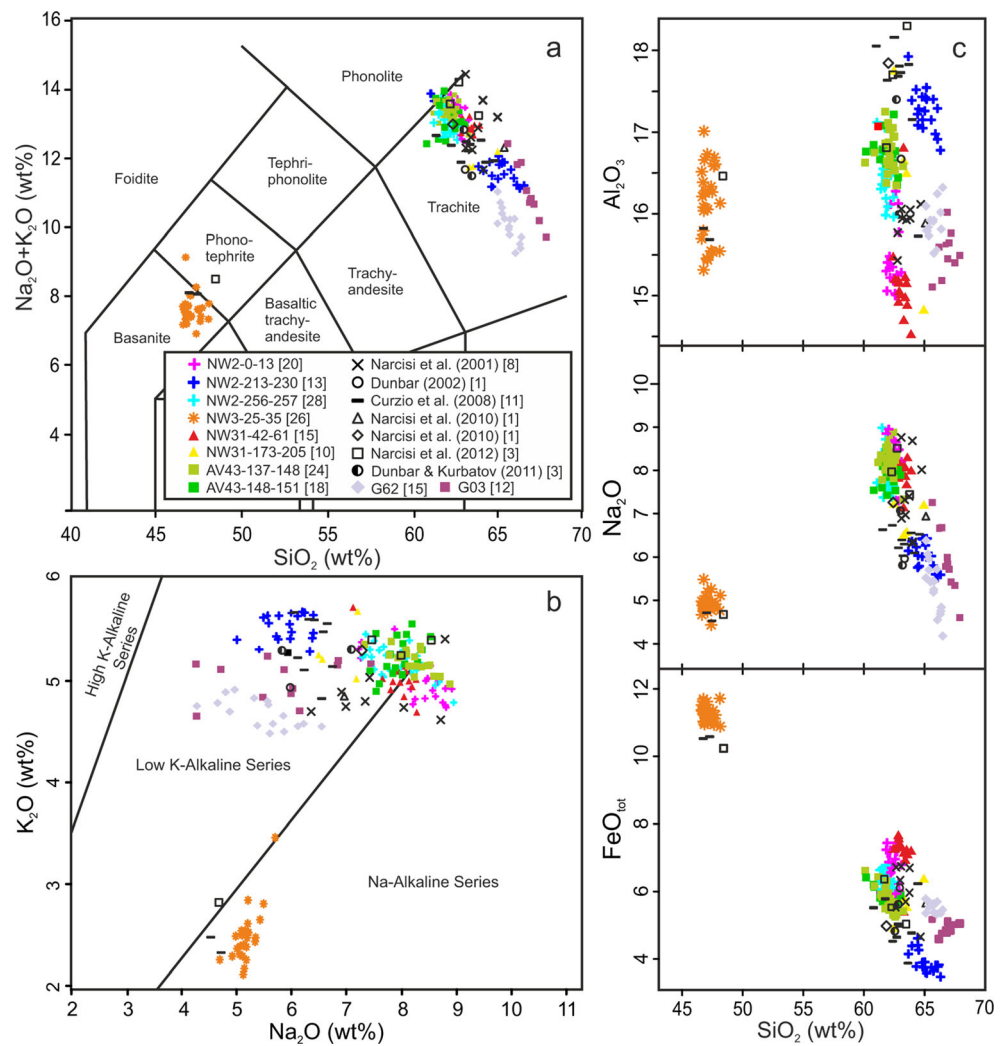 a
Na₂O+K₂O (wt%)
16
14
12
10
8
6
4
Phonolite
Tephri-
phonolite
Foidite
Trachite
Phono-
tephrite
Trachy-
andesite
Basaltic
trachy-
andesite
Basanite
NW2-0-13 [20]
NW2-213-230 [13]
NW2-256-257 [28]
NW3-25-35 [26]
NW31-42-61 [15]
NW31-173-205 [10]
AV43-137-148 [24]
AV43-148-151 [18]
Narcisi et al. (2001) [8]
Dunbar (2002) [1]
Curzio et al. (2008) [11]
Narcisi et al. (2010) [1]
Narcisi et al. (2010) [1]
Narcisi et al. (2012) [3]
Dunbar & Kurbatov (2011) [3]
G62 [15]
G03 [12]
40 45 50 55 60 65 70
SiO₂ (wt%)
b
K₂O (wt%)
6
5
4
3
2
High K-Alkaline
Series
Low K-Alkaline Series
Na-Alkaline Series
2 3 4 5 6 7 8 9 10 11
Na₂O (wt%)
c
Al₂O₃
18
17
16
15
Na₂O
9
8
7
6
5
4
FeO tot
12
10
8
6
4
45 50 55 60 65
SiO₂ (wt%)